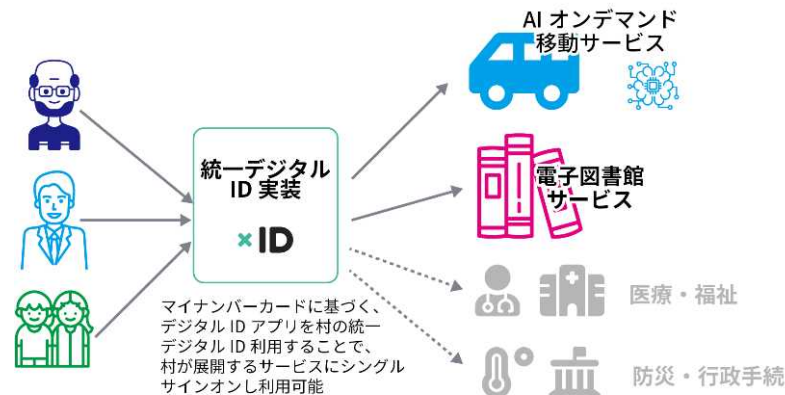 AI オンデマンド
移動サービス
統一デジタル
ID 実装
×ID
電子図書館
サービス
医療・福祉
マイナンバーカードに基づく、
デジタル ID アプリを村の統一
デジタル ID 利用することで、
村が展開するサービスにシングル
サインオンし利用可能
防災・行政手続